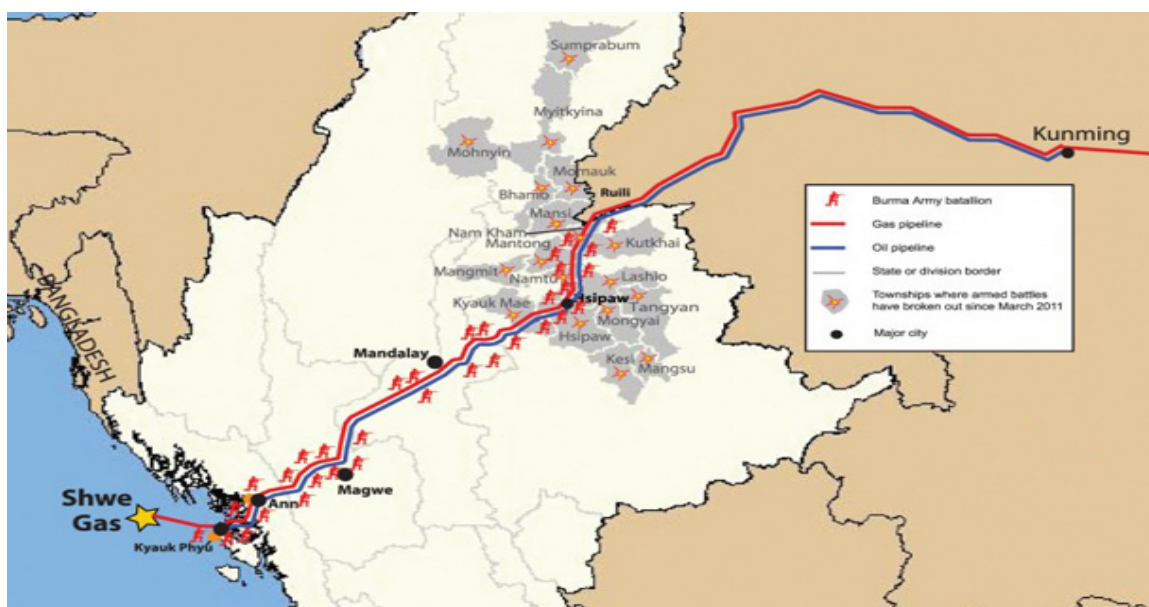 Sumprabum
Myitkyina
Mohnyin
Momauk
Bhamo
Ruili
Mansi
Nam Kham
Mantong
Kutkhai
Mangmit
Namtu
Lashio
Kyauk Mae
Hsipaw
Tangyan
Mongyai
Hsipaw
Kesi
Mangsu
Mandalay
Magwe
Ann
Shwe
Gas
Kyauk Phyu
BANGLADESH
Kunming
Burma Army batallion
Gas pipeline
Oil pipeline
State or division border
Townships where armed battles
have broken out since March 2011
Major city